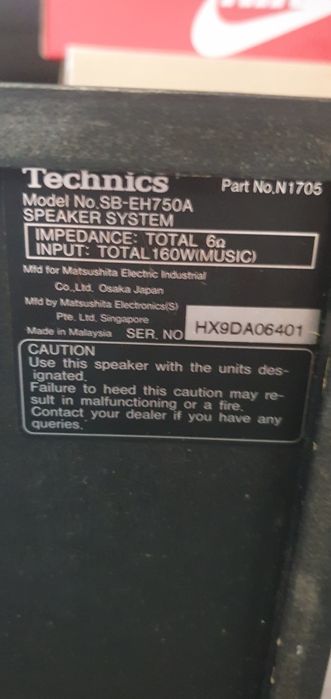 Technics
Part No.N1705
Model No.SB-EH750A
SPEAKER SYSTEM
IMPEDANCE: TOTAL 6Ω
INPUT: TOTAL 160W(MUSIC)
Mfd for Matsushita Electric Industrial
Co.,Ltd. Osaka Japan
Mfd by Matsushita Electronics(S)
Pte. Ltd. Singapore
Made in Malaysia SER. NO HX9DA06401
CAUTION
Use this speaker with the units des-
ignated.
Failure to heed this caution may re-
sult in malfunctioning or a fire.
Contact your dealer if you have any
queries.